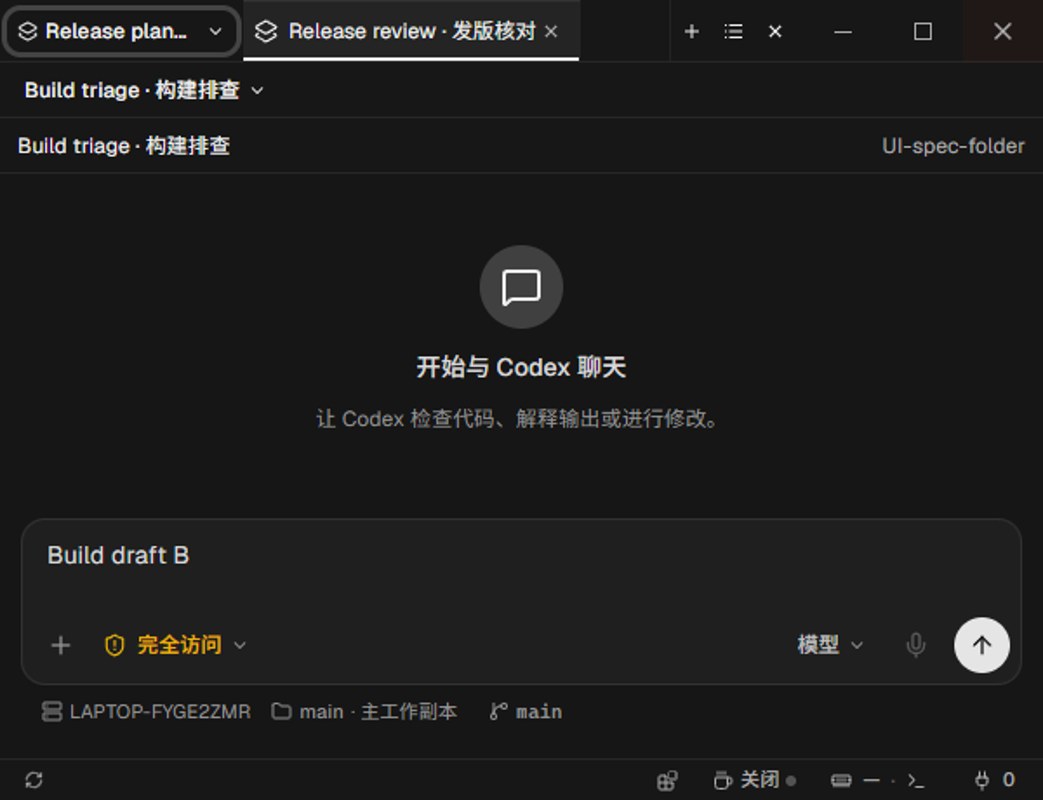 Release plan... Release review · 发版核对
Build triage · 构建排查
Build triage · 构建排查 UI-spec-folder
开始与 Codex 聊天
让 Codex 检查代码、解释输出或进行修改。
Build draft B
完全访问 模型
LAPTOP-FYGE2ZMR main · 主工作副本 main
关闭 — · 0